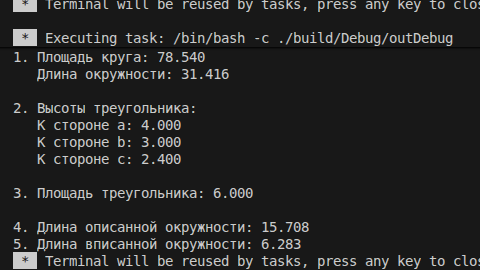 * Terminal will be reused by tasks, press any key to clos
* Executing task: /bin/bash -c ./build/Debug/outDebug
1. Площадь круга: 78.540
Длина окружности: 31.416
2. Высоты треугольника:
К стороне a: 4.000
К стороне b: 3.000
К стороне c: 2.400
3. Площадь треугольника: 6.000
4. Длина описанной окружности: 15.708
5. Длина вписанной окружности: 6.283
* Terminal will be reused by tasks, press any key to clos